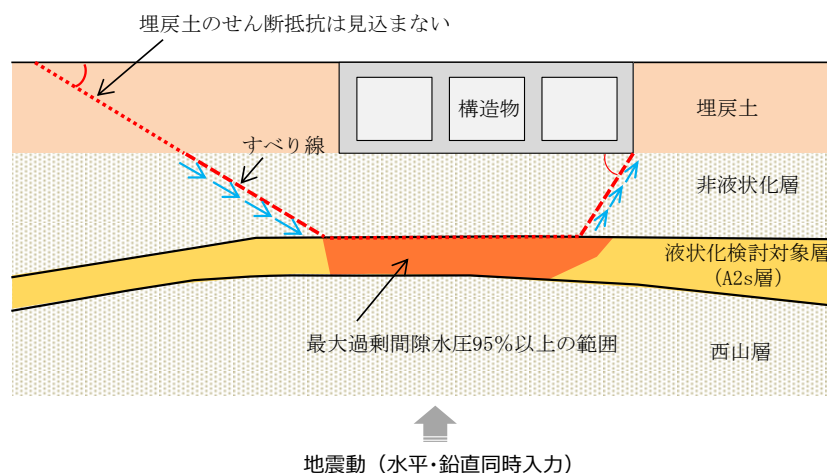 埋戻土のせん断抵抗は見込まない
構造物
埋戻土
すべり線
非液状化層
液状化検討対象層
(A2s層)
最大過剰間隙水圧95%以上の範囲
西山層
地震動（水平･鉛直同時入力）